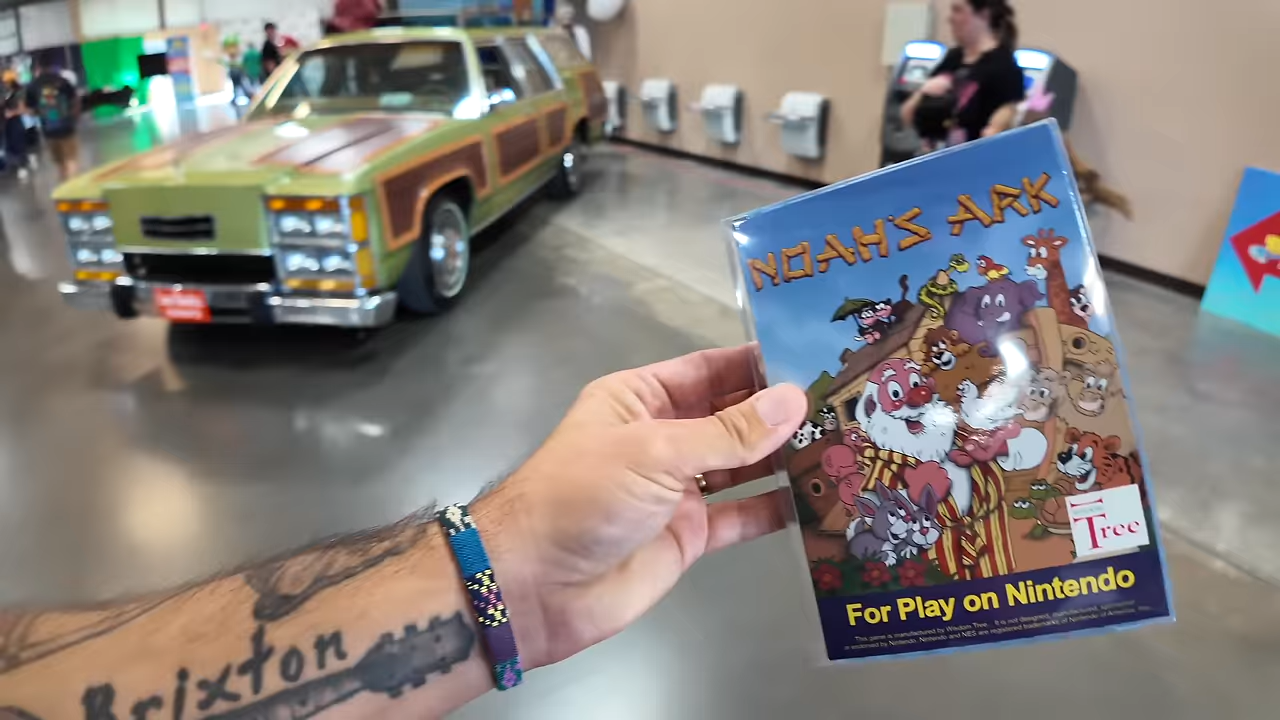 NOAH'S ARK
WISDOM
Tree
For Play on Nintendo
This game is manufactured by Wisdom Tree. It is not designed, manufactured, sponsored
or endorsed by Nintendo. Nintendo and NES are registered trademarks of Nintendo of America, Inc.
Brixton